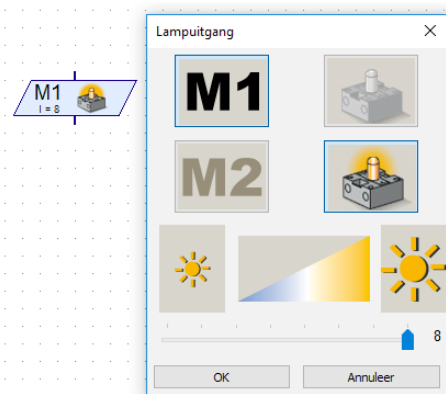 M1
I = 8
Lampuitgang
M1
M2
8
OK
Annuleer